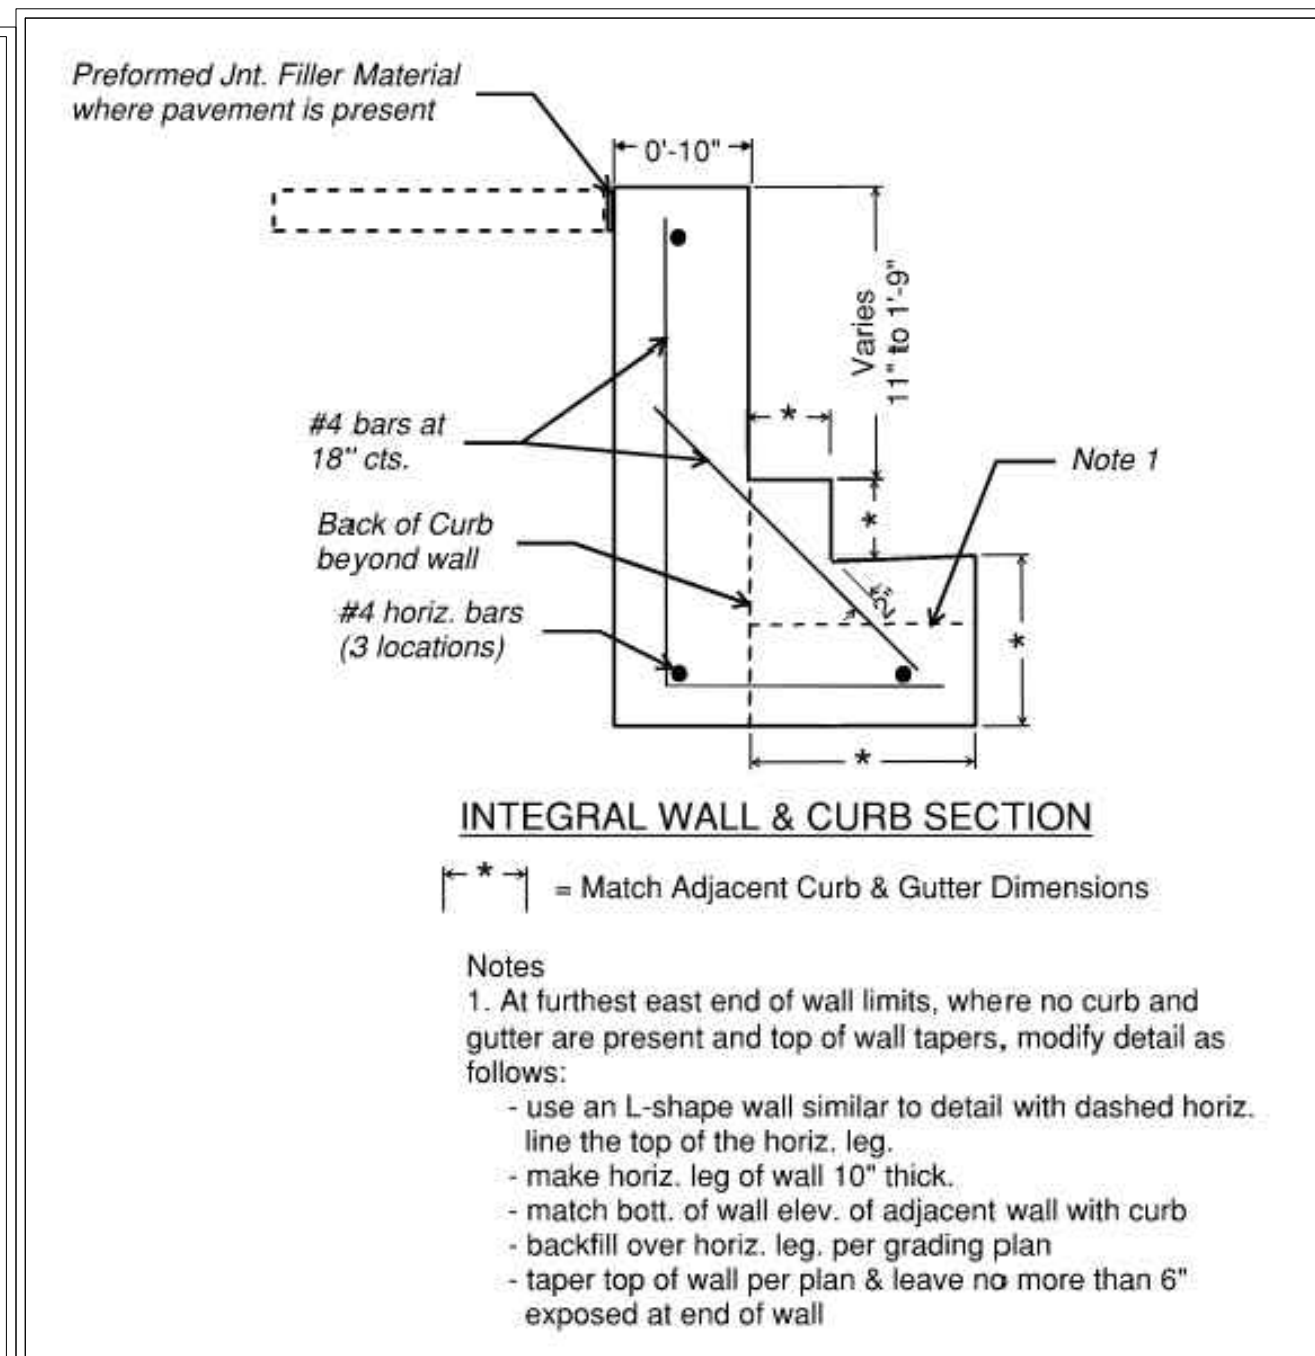 Preformed Jnt. Filler Material
where pavement is present
0'-10"
Varies
11" to 1'-9"
*
#4 bars at
18" cts.
Note 1
*
Back of Curb
beyond wall
2"
#4 horiz. bars
(3 locations)
*
*
INTEGRAL WALL & CURB SECTION
* = Match Adjacent Curb & Gutter Dimensions
Notes
1. At furthest east end of wall limits, where no curb and
gutter are present and top of wall tapers, modify detail as
follows:
- use an L-shape wall similar to detail with dashed horiz.
line the top of the horiz. leg.
- make horiz. leg of wall 10" thick.
- match bott. of wall elev. of adjacent wall with curb
- backfill over horiz. leg. per grading plan
- taper top of wall per plan & leave no more than 6"
exposed at end of wall